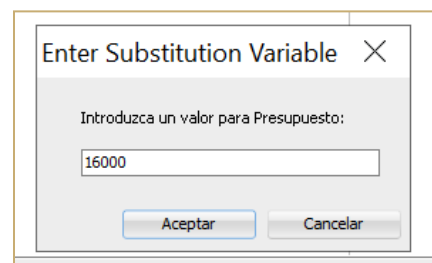 Enter Substitution Variable
Introduzca un valor para Presupuesto:
16000
Aceptar Cancelar